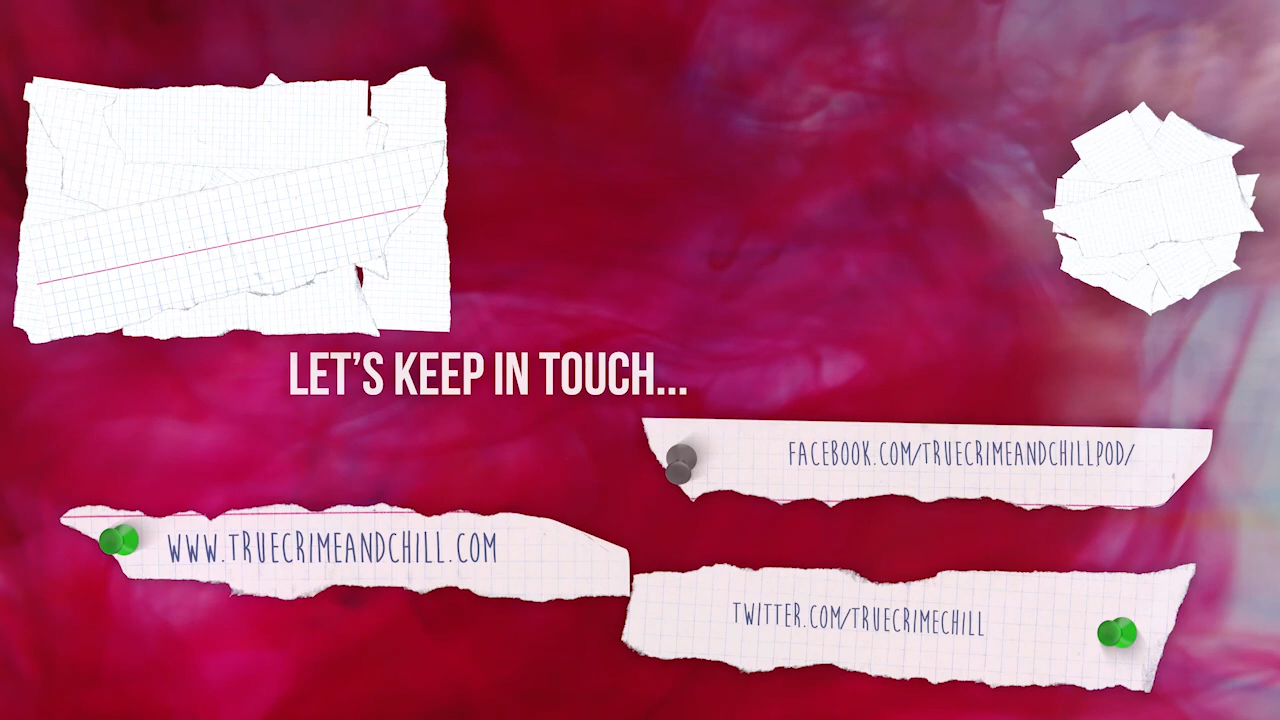 LET'S KEEP IN TOUCH...
FACEBOOK.COM/TRUECRIMEANDCHILLPOD/
WWW.TRUECRIMEANDCHILL.COM
TWITTER.COM/TRUECRIMECHILL